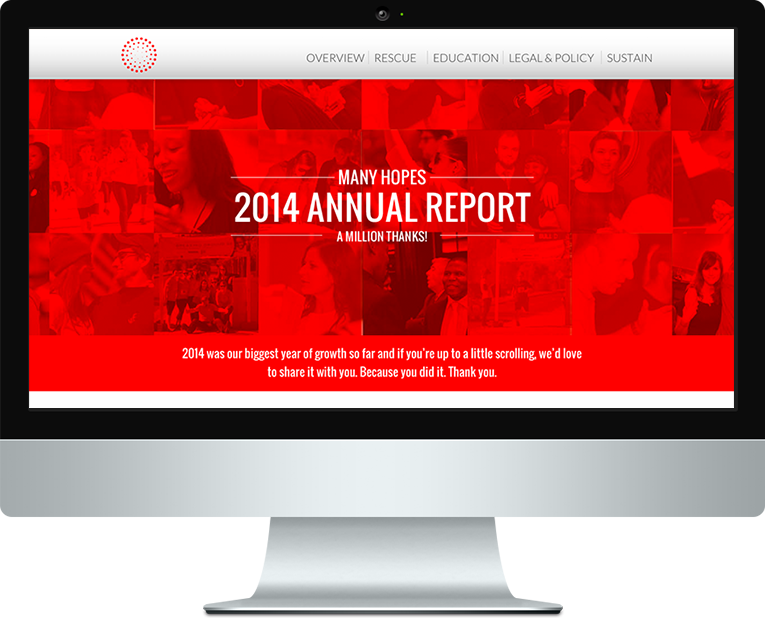 OVERVIEW RESCUE EDUCATION LEGAL & POLICY SUSTAIN
MANY HOPES
2014 ANNUAL REPORT
A MILLION THANKS!
2014 was our biggest year of growth so far and if you're up to a little scrolling, we'd love
to share it with you. Because you did it. Thank you.